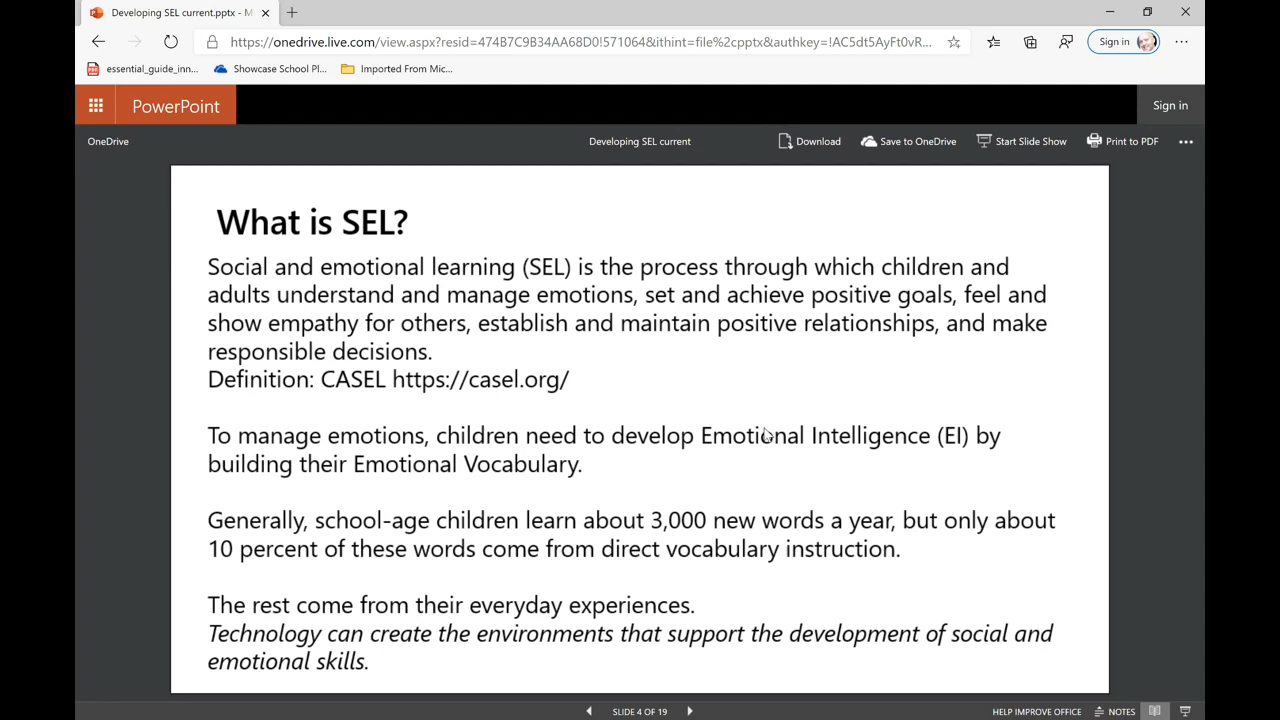 Developing SEL current.pptx - M
https://onedrive.live.com/view.aspx?resid=474B7C9B34AA68D0!571064&ithint=file%2cpptx&authkey=!AC5dt5AyFt0vR...
Sign in
essential_guide_inn...
Showcase School Pl...
Imported From Mic...
PowerPoint
Sign in
OneDrive
Developing SEL current
Download
Save to OneDrive
Start Slide Show
Print to PDF
What is SEL?
Social and emotional learning (SEL) is the process through which children and
adults understand and manage emotions, set and achieve positive goals, feel and
show empathy for others, establish and maintain positive relationships, and make
responsible decisions.
Definition: CASEL https://casel.org/
To manage emotions, children need to develop Emotional Intelligence (EI) by
building their Emotional Vocabulary.
Generally, school-age children learn about 3,000 new words a year, but only about
10 percent of these words come from direct vocabulary instruction.
The rest come from their everyday experiences.
Technology can create the environments that support the development of social and
emotional skills.
SLIDE 4 OF 19
HELP IMPROVE OFFICE
NOTES